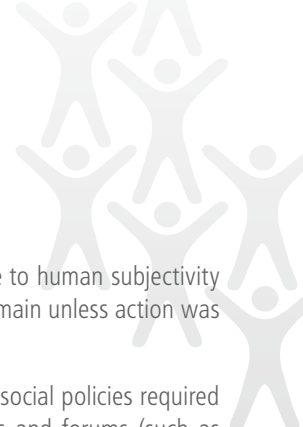 e to human subjectivity
main unless action was
social policies required
s and forums (such as